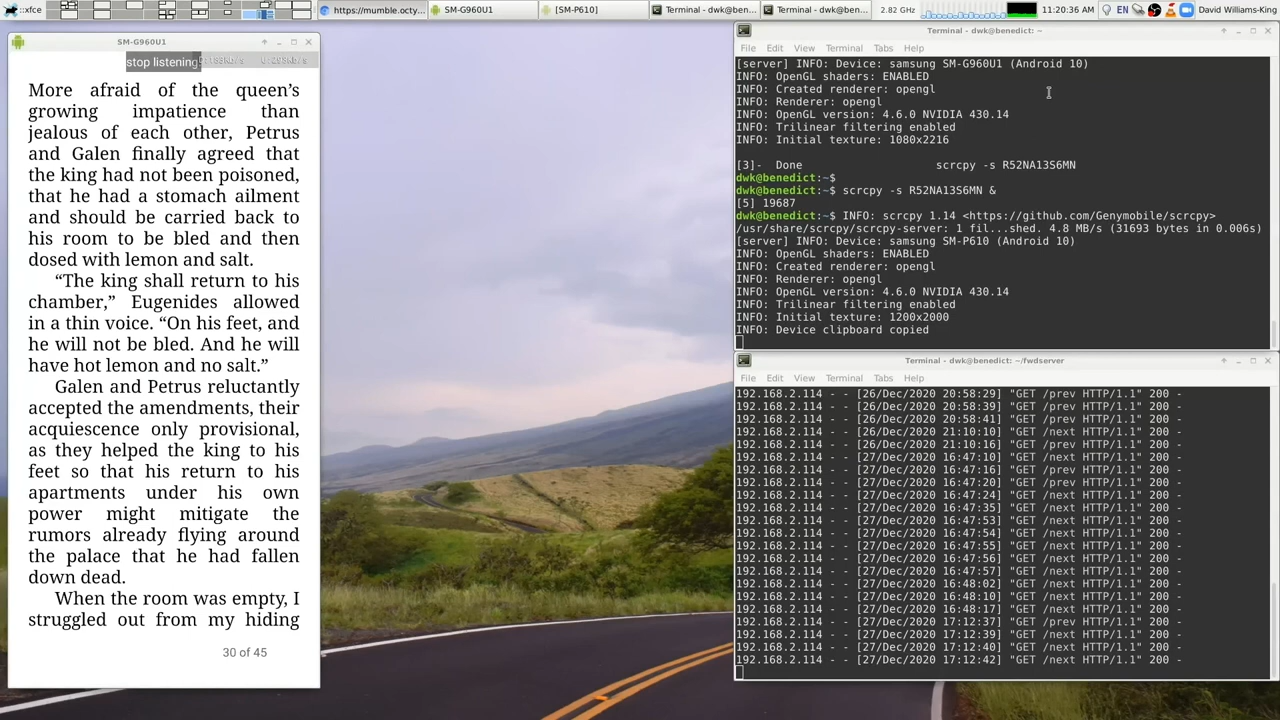 ::xfce
https://mumble.octy...
SM-G960U1
[SM-P610]
Terminal - dwk@ben...
Terminal - dwk@ben...
2.82 GHz
11:20:36 AM
EN
David Williams-King
SM-G960U1
stop listening
More afraid of the queen's
growing impatience than
jealous of each other, Petrus
and Galen finally agreed that
the king had not been poisoned,
that he had a stomach ailment
and should be carried back to
his room to be bled and then
dosed with lemon and salt.
“The king shall return to his
chamber,” Eugenides allowed
in a thin voice. “On his feet, and
he will not be bled. And he will
have hot lemon and no salt.”
Galen and Petrus reluctantly
accepted the amendments, their
acquiescence only provisional,
as they helped the king to his
feet so that his return to his
apartments under his own
power might mitigate the
rumors already flying around
the palace that he had fallen
down dead.
When the room was empty, I
struggled out from my hiding
30 of 45
Terminal - dwk@benedict: ~
File Edit View Terminal Tabs Help
[server] INFO: Device: samsung SM-G960U1 (Android 10)
INFO: OpenGL shaders: ENABLED
INFO: Created renderer: opengl
INFO: Renderer: opengl
INFO: OpenGL version: 4.6.0 NVIDIA 430.14
INFO: Trilinear filtering enabled
INFO: Initial texture: 1080x2216
[3]- Done scrcpy -s R52NA13S6MN
dwk@benedict:~$
dwk@benedict:~$ scrcpy -s R52NA13S6MN &
[5] 19687
dwk@benedict:~$ INFO: scrcpy 1.14 <https://github.com/Genymobile/scrcpy>
/usr/share/scrcpy/scrcpy-server: 1 fil...shed. 4.8 MB/s (31693 bytes in 0.006s)
[server] INFO: Device: samsung SM-P610 (Android 10)
INFO: OpenGL shaders: ENABLED
INFO: Created renderer: opengl
INFO: Renderer: opengl
INFO: OpenGL version: 4.6.0 NVIDIA 430.14
INFO: Trilinear filtering enabled
INFO: Initial texture: 1200x2000
INFO: Device clipboard copied
Terminal - dwk@benedict: ~/fwdserver
File Edit View Terminal Tabs Help
192.168.2.114 - - [26/Dec/2020 20:58:29] "GET /prev HTTP/1.1" 200 -
192.168.2.114 - - [26/Dec/2020 20:58:39] "GET /prev HTTP/1.1" 200 -
192.168.2.114 - - [26/Dec/2020 20:58:41] "GET /prev HTTP/1.1" 200 -
192.168.2.114 - - [26/Dec/2020 21:10:10] "GET /next HTTP/1.1" 200 -
192.168.2.114 - - [26/Dec/2020 21:10:16] "GET /prev HTTP/1.1" 200 -
192.168.2.114 - - [27/Dec/2020 16:47:10] "GET /next HTTP/1.1" 200 -
192.168.2.114 - - [27/Dec/2020 16:47:16] "GET /prev HTTP/1.1" 200 -
192.168.2.114 - - [27/Dec/2020 16:47:20] "GET /prev HTTP/1.1" 200 -
192.168.2.114 - - [27/Dec/2020 16:47:24] "GET /next HTTP/1.1" 200 -
192.168.2.114 - - [27/Dec/2020 16:47:35] "GET /next HTTP/1.1" 200 -
192.168.2.114 - - [27/Dec/2020 16:47:53] "GET /next HTTP/1.1" 200 -
192.168.2.114 - - [27/Dec/2020 16:47:54] "GET /next HTTP/1.1" 200 -
192.168.2.114 - - [27/Dec/2020 16:47:55] "GET /next HTTP/1.1" 200 -
192.168.2.114 - - [27/Dec/2020 16:47:56] "GET /next HTTP/1.1" 200 -
192.168.2.114 - - [27/Dec/2020 16:47:57] "GET /next HTTP/1.1" 200 -
192.168.2.114 - - [27/Dec/2020 16:48:02] "GET /next HTTP/1.1" 200 -
192.168.2.114 - - [27/Dec/2020 16:48:10] "GET /next HTTP/1.1" 200 -
192.168.2.114 - - [27/Dec/2020 16:48:17] "GET /next HTTP/1.1" 200 -
192.168.2.114 - - [27/Dec/2020 17:12:37] "GET /prev HTTP/1.1" 200 -
192.168.2.114 - - [27/Dec/2020 17:12:39] "GET /next HTTP/1.1" 200 -
192.168.2.114 - - [27/Dec/2020 17:12:40] "GET /next HTTP/1.1" 200 -
192.168.2.114 - - [27/Dec/2020 17:12:42] "GET /next HTTP/1.1" 200 -